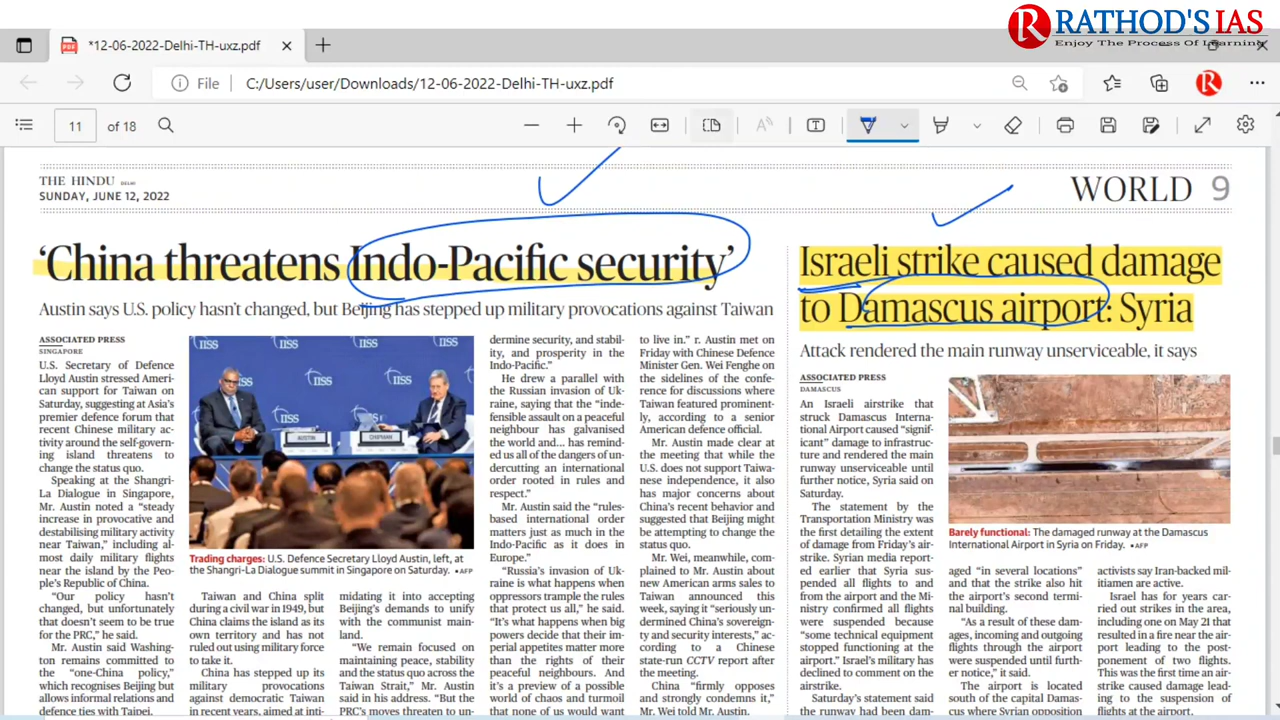 RATHOD'S IAS
Enjoy The Process Of Learning
*12-06-2022-Delhi-TH-uxz.pdf
File
C:/Users/user/Downloads/12-06-2022-Delhi-TH-uxz.pdf
11 of 18
THE HINDU DELHI
SUNDAY, JUNE 12, 2022
WORLD 9
'China threatens Indo-Pacific security'
Austin says U.S. policy hasn't changed, but Beijing has stepped up military provocations against Taiwan
ASSOCIATED PRESS
SINGAPORE
U.S. Secretary of Defence
Lloyd Austin stressed Ameri-
can support for Taiwan on
Saturday, suggesting at Asia's
premier defence forum that
recent Chinese military ac-
tivity around the self-govern-
ing island threatens to
change the status quo.
Speaking at the Shangri-
La Dialogue in Singapore,
Mr. Austin noted a "steady
increase in provocative and
destabilising military activity
near Taiwan," including al-
most daily military flights
near the island by the Peo-
ple's Republic of China.
"Our policy hasn't
changed, but unfortunately
that doesn't seem to be true
for the PRC," he said.
Mr. Austin said Washing-
ton remains committed to
the "one-China policy,"
which recognises Beijing but
allows informal relations and
defence ties with Taipei.
IISS
IISS
IISS
IISS
IISS
IISS
AUSTIN
CHIPMAN
Trading charges: U.S. Defence Secretary Lloyd Austin, left, at
the Shangri-La Dialogue summit in Singapore on Saturday. • AFP
Taiwan and China split
during a civil war in 1949, but
China claims the island as its
own territory and has not
ruled out using military force
to take it.
China has stepped up its
military provocations
against democratic Taiwan
in recent years, aimed at inti-
midating it into accepting
Beijing's demands to unify
with the communist main-
land.
"We remain focused on
maintaining peace, stability
and the status quo across the
Taiwan Strait," Mr. Austin
said in his address. "But the
PRC's moves threaten to un-
dermine security, and stabil-
ity, and prosperity in the
Indo-Pacific."
He drew a parallel with
the Russian invasion of Uk-
raine, saying that the "inde-
fensible assault on a peaceful
neighbour has galvanised
the world and... has remind-
ed us all of the dangers of un-
dercutting an international
order rooted in rules and
respect."
Mr. Austin said the "rules-
based international order
matters just as much in the
Indo-Pacific as it does in
Europe."
"Russia's invasion of Uk-
raine is what happens when
oppressors trample the rules
that protect us all," he said.
"It's what happens when big
powers decide that their im-
perial appetites matter more
than the rights of their
peaceful neighbours. And
it's a preview of a possible
world of chaos and turmoil
that none of us would want
to live in." r. Austin met on
Friday with Chinese Defence
Minister Gen. Wei Fenghe on
the sidelines of the confe-
rence for discussions where
Taiwan featured prominent-
ly, according to a senior
American defence official.
Mr. Austin made clear at
the meeting that while the
U.S. does not support Taiwa-
nese independence, it also
has major concerns about
China's recent behavior and
suggested that Beijing might
be attempting to change the
status quo.
Mr. Wei, meanwhile, com-
plained to Mr. Austin about
new American arms sales to
Taiwan announced this
week, saying it "seriously un-
dermined China's sovereign-
ty and security interests," ac-
cording to a Chinese
state-run CCTV report after
the meeting.
China "firmly opposes
and strongly condemns it,"
Mr. Wei told Mr. Austin.
Israeli strike caused damage
to Damascus airport: Syria
Attack rendered the main runway unserviceable, it says
ASSOCIATED PRESS
DAMASCUS
An Israeli airstrike that
struck Damascus Interna-
tional Airport caused "signif-
icant" damage to infrastruc-
ture and rendered the main
runway unserviceable until
further notice, Syria said on
Saturday.
The statement by the
Transportation Ministry was
the first detailing the extent
of damage from Friday's air-
strike. Syrian media report-
ed earlier that Syria sus-
pended all flights to and
from the airport and the Mi-
nistry confirmed all flights
were suspended because
"some technical equipment
stopped functioning at the
airport." Israel's military has
declined to comment on the
airstrike.
Saturday's statement said
the runway had been dam-
Barely functional: The damaged runway at the Damascus
International Airport in Syria on Friday. • AFP
aged "in several locations"
and that the strike also hit
the airport's second termi-
nal building.
"As a result of these dam-
ages, incoming and outgoing
flights through the airport
were suspended until furth-
er notice," it said.
The airport is located
south of the capital Damas-
cus where Syrian opposition
activists say Iran-backed mil-
itiamen are active.
Israel has for years car-
ried out strikes in the area,
including one on May 21 that
resulted in a fire near the air-
port leading to the post-
ponement of two flights.
This was the first time an air-
strike caused damage lead-
ing to the suspension of
flights at the airport.